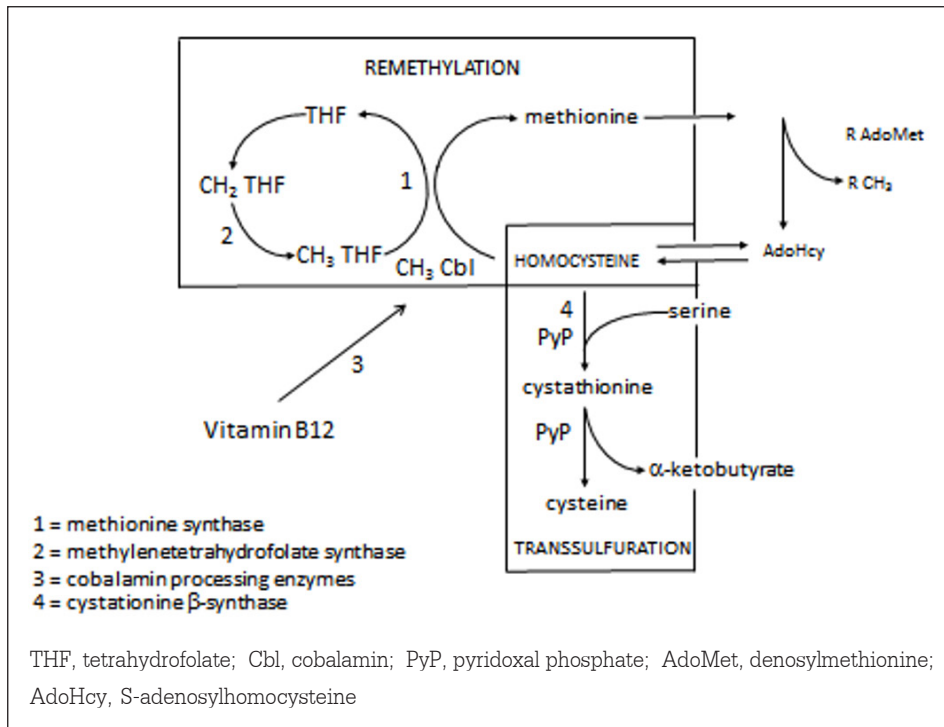 REMETHYLATION
THF
methionine
R AdoMet
CH₂ THF
1
R CH₃
2
CH₃ THF
CH₃ Cbl
HOMOCYSTEINE
AdoHcy
4
serine
PyP
3
cystathionine
Vitamin B12
PyP
α-ketobutyrate
cysteine
TRANSSULFURATION
1 = methionine synthase
2 = methylenetetrahydrofolate synthase
3 = cobalamin processing enzymes
4 = cystationine β-synthase
THF, tetrahydrofolate; Cbl, cobalamin; PyP, pyridoxal phosphate; AdoMet, denosylmethionine;
AdoHcy, S-adenosylhomocysteine